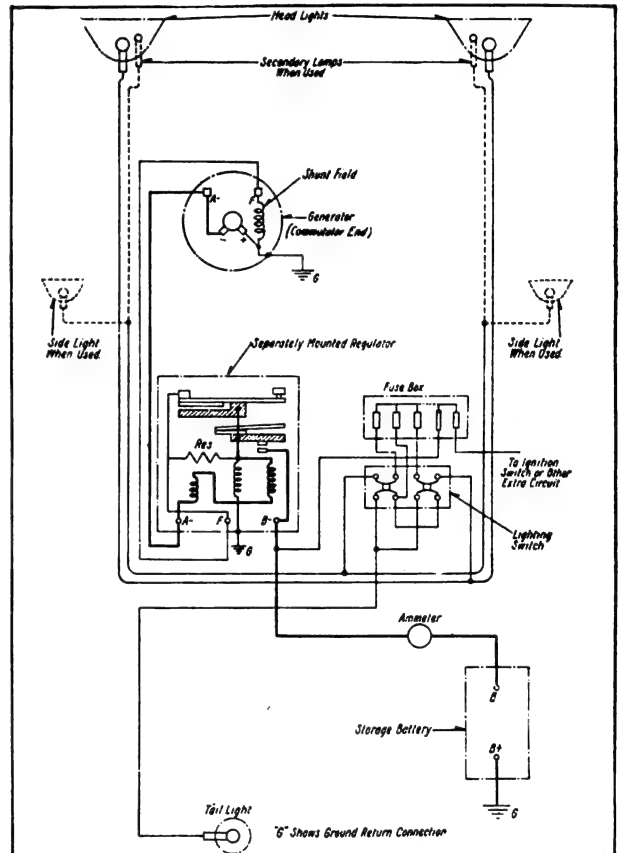 Head Lights
Secondary Lamps
When Used
Shunt Field
A-
F
Generator
(Commutator End)
- +
G
Side Light
When Used.
Side Light
When Used.
Separately Mounted Regulator
Fuse Box
Res
To Ignition
Switch or Other
Extra Circuit
A-
F
B-
G
Lighting
Switch
Ammeter
B
Storage Battery
B+
G
Tail Light
"G" Shows Ground Return Connection